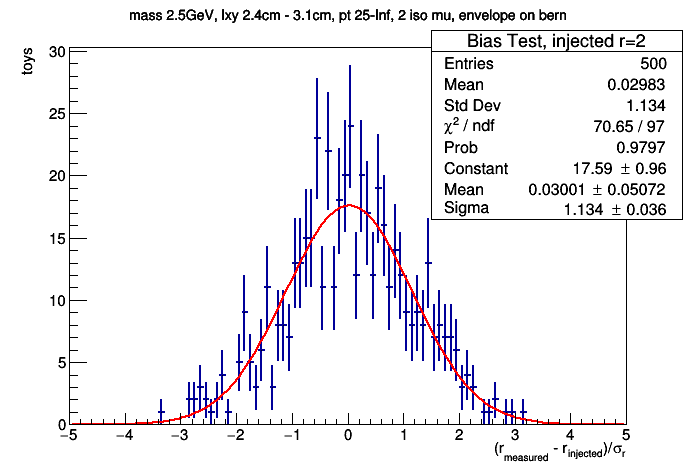 mass 2.5GeV, lxy 2.4cm - 3.1cm, pt 25-Inf, 2 iso mu, envelope on bern
toys
30
25
20
15
10
5
0
Bias Test, injected r=2
Entries 500
Mean 0.02983
Std Dev 1.134
χ² / ndf 70.65 / 97
Prob 0.9797
Constant 17.59 ± 0.96
Mean 0.03001 ± 0.05072
Sigma 1.134 ± 0.036
−5 −4 −3 −2 −1 0 1 2 3 4 5
(r_measured - r_injected)/σ_r